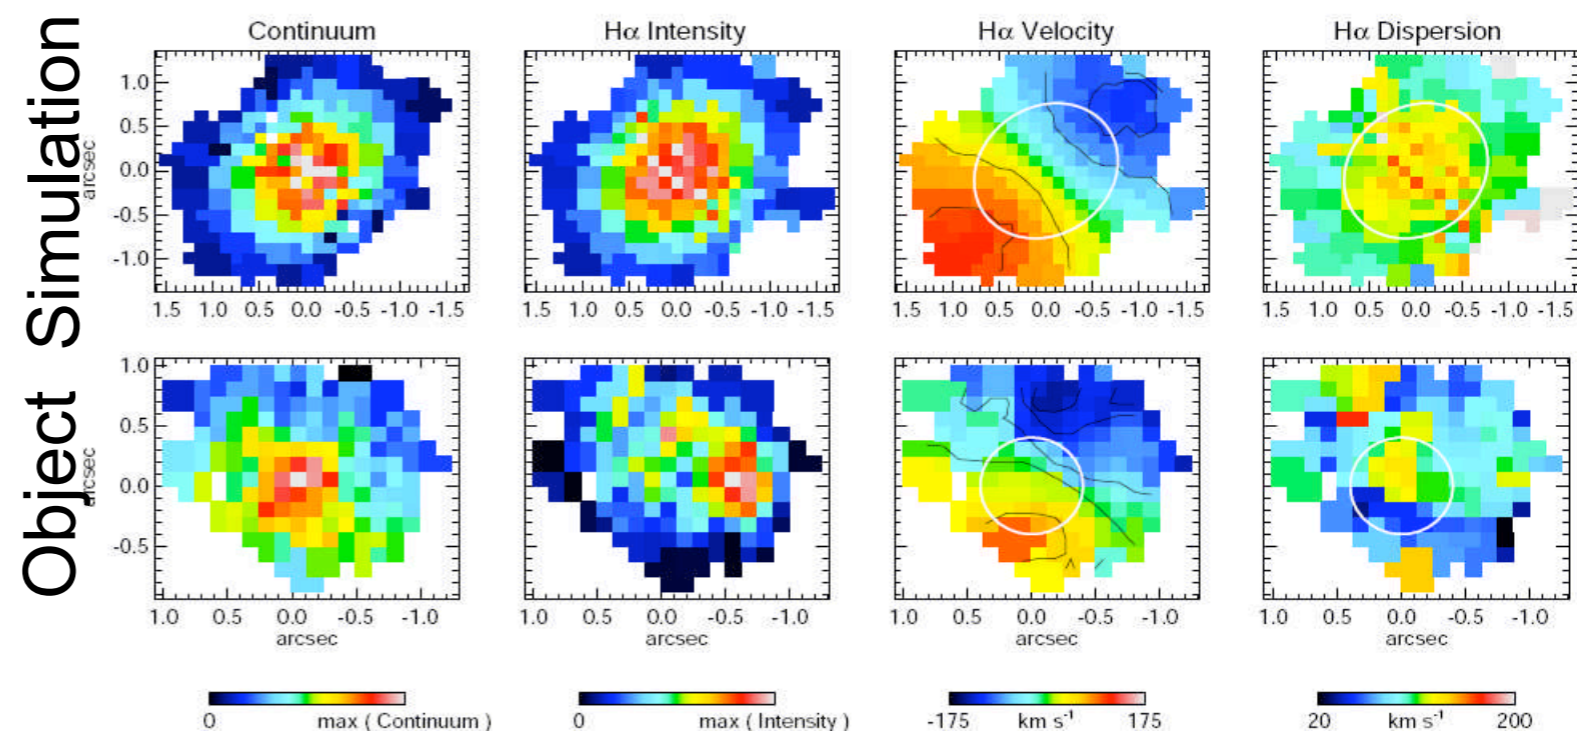 Simulation
Continuum
Hα Intensity
Hα Velocity
Hα Dispersion
arcsec
1.0
0.5
0.0
-0.5
-1.0
1.5 1.0 0.5 0.0 -0.5 -1.0 -1.5
1.5 1.0 0.5 0.0 -0.5 -1.0 -1.5
1.5 1.0 0.5 0.0 -0.5 -1.0 -1.5
1.5 1.0 0.5 0.0 -0.5 -1.0 -1.5
Object
arcsec
1.0
0.5
0.0
-0.5
1.0 0.5 0.0 -0.5 -1.0
arcsec
1.0 0.5 0.0 -0.5 -1.0
arcsec
1.0 0.5 0.0 -0.5 -1.0
arcsec
1.0 0.5 0.0 -0.5 -1.0
arcsec
0 max ( Continuum )
0 max ( Intensity )
-175 km s⁻¹ 175
20 km s⁻¹ 200